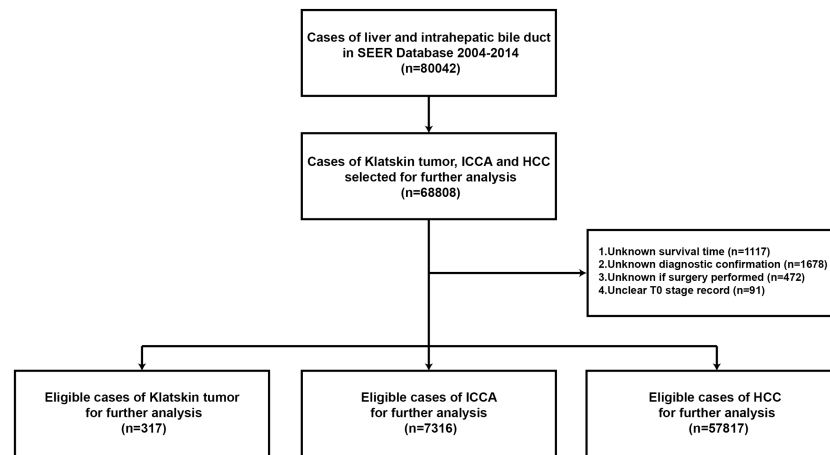 Cases of liver and intrahepatic bile duct
in SEER Database 2004-2014
(n=80042)
Cases of Klatskin tumor, ICCA and HCC
selected for further analysis
(n=68808)
1.Unknown survival time (n=1117)
2.Unknown diagnostic confirmation (n=1678)
3.Unknown if surgery performed (n=472)
4.Unclear T0 stage record (n=91)
Eligible cases of Klatskin tumor
for further analysis
(n=317)
Eligible cases of ICCA
for further analysis
(n=7316)
Eligible cases of HCC
for further analysis
(n=57817)